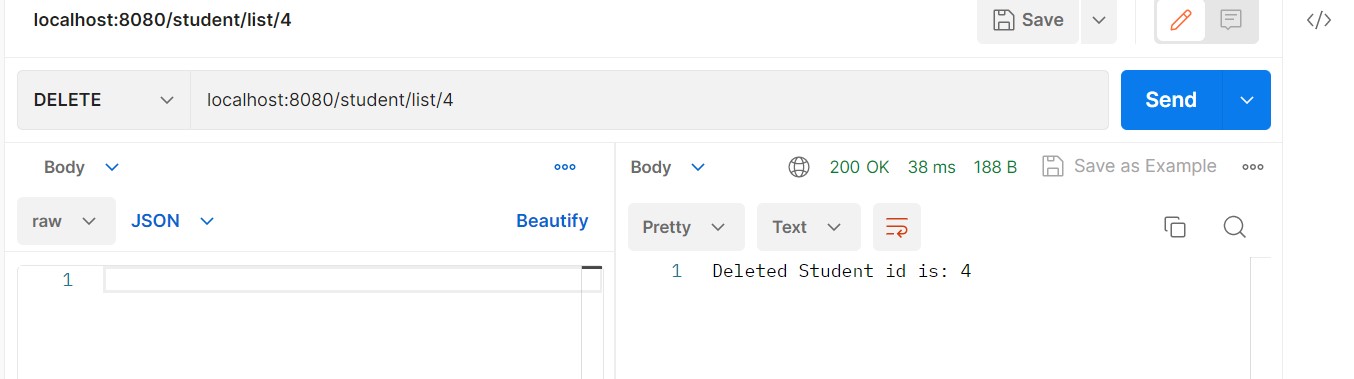 localhost:8080/student/list/4
Save
DELETE
localhost:8080/student/list/4
Send
Body
Body
200 OK 38 ms 188 B
Save as Example
raw
JSON
Beautify
Pretty
Text
1
1 Deleted Student id is: 4